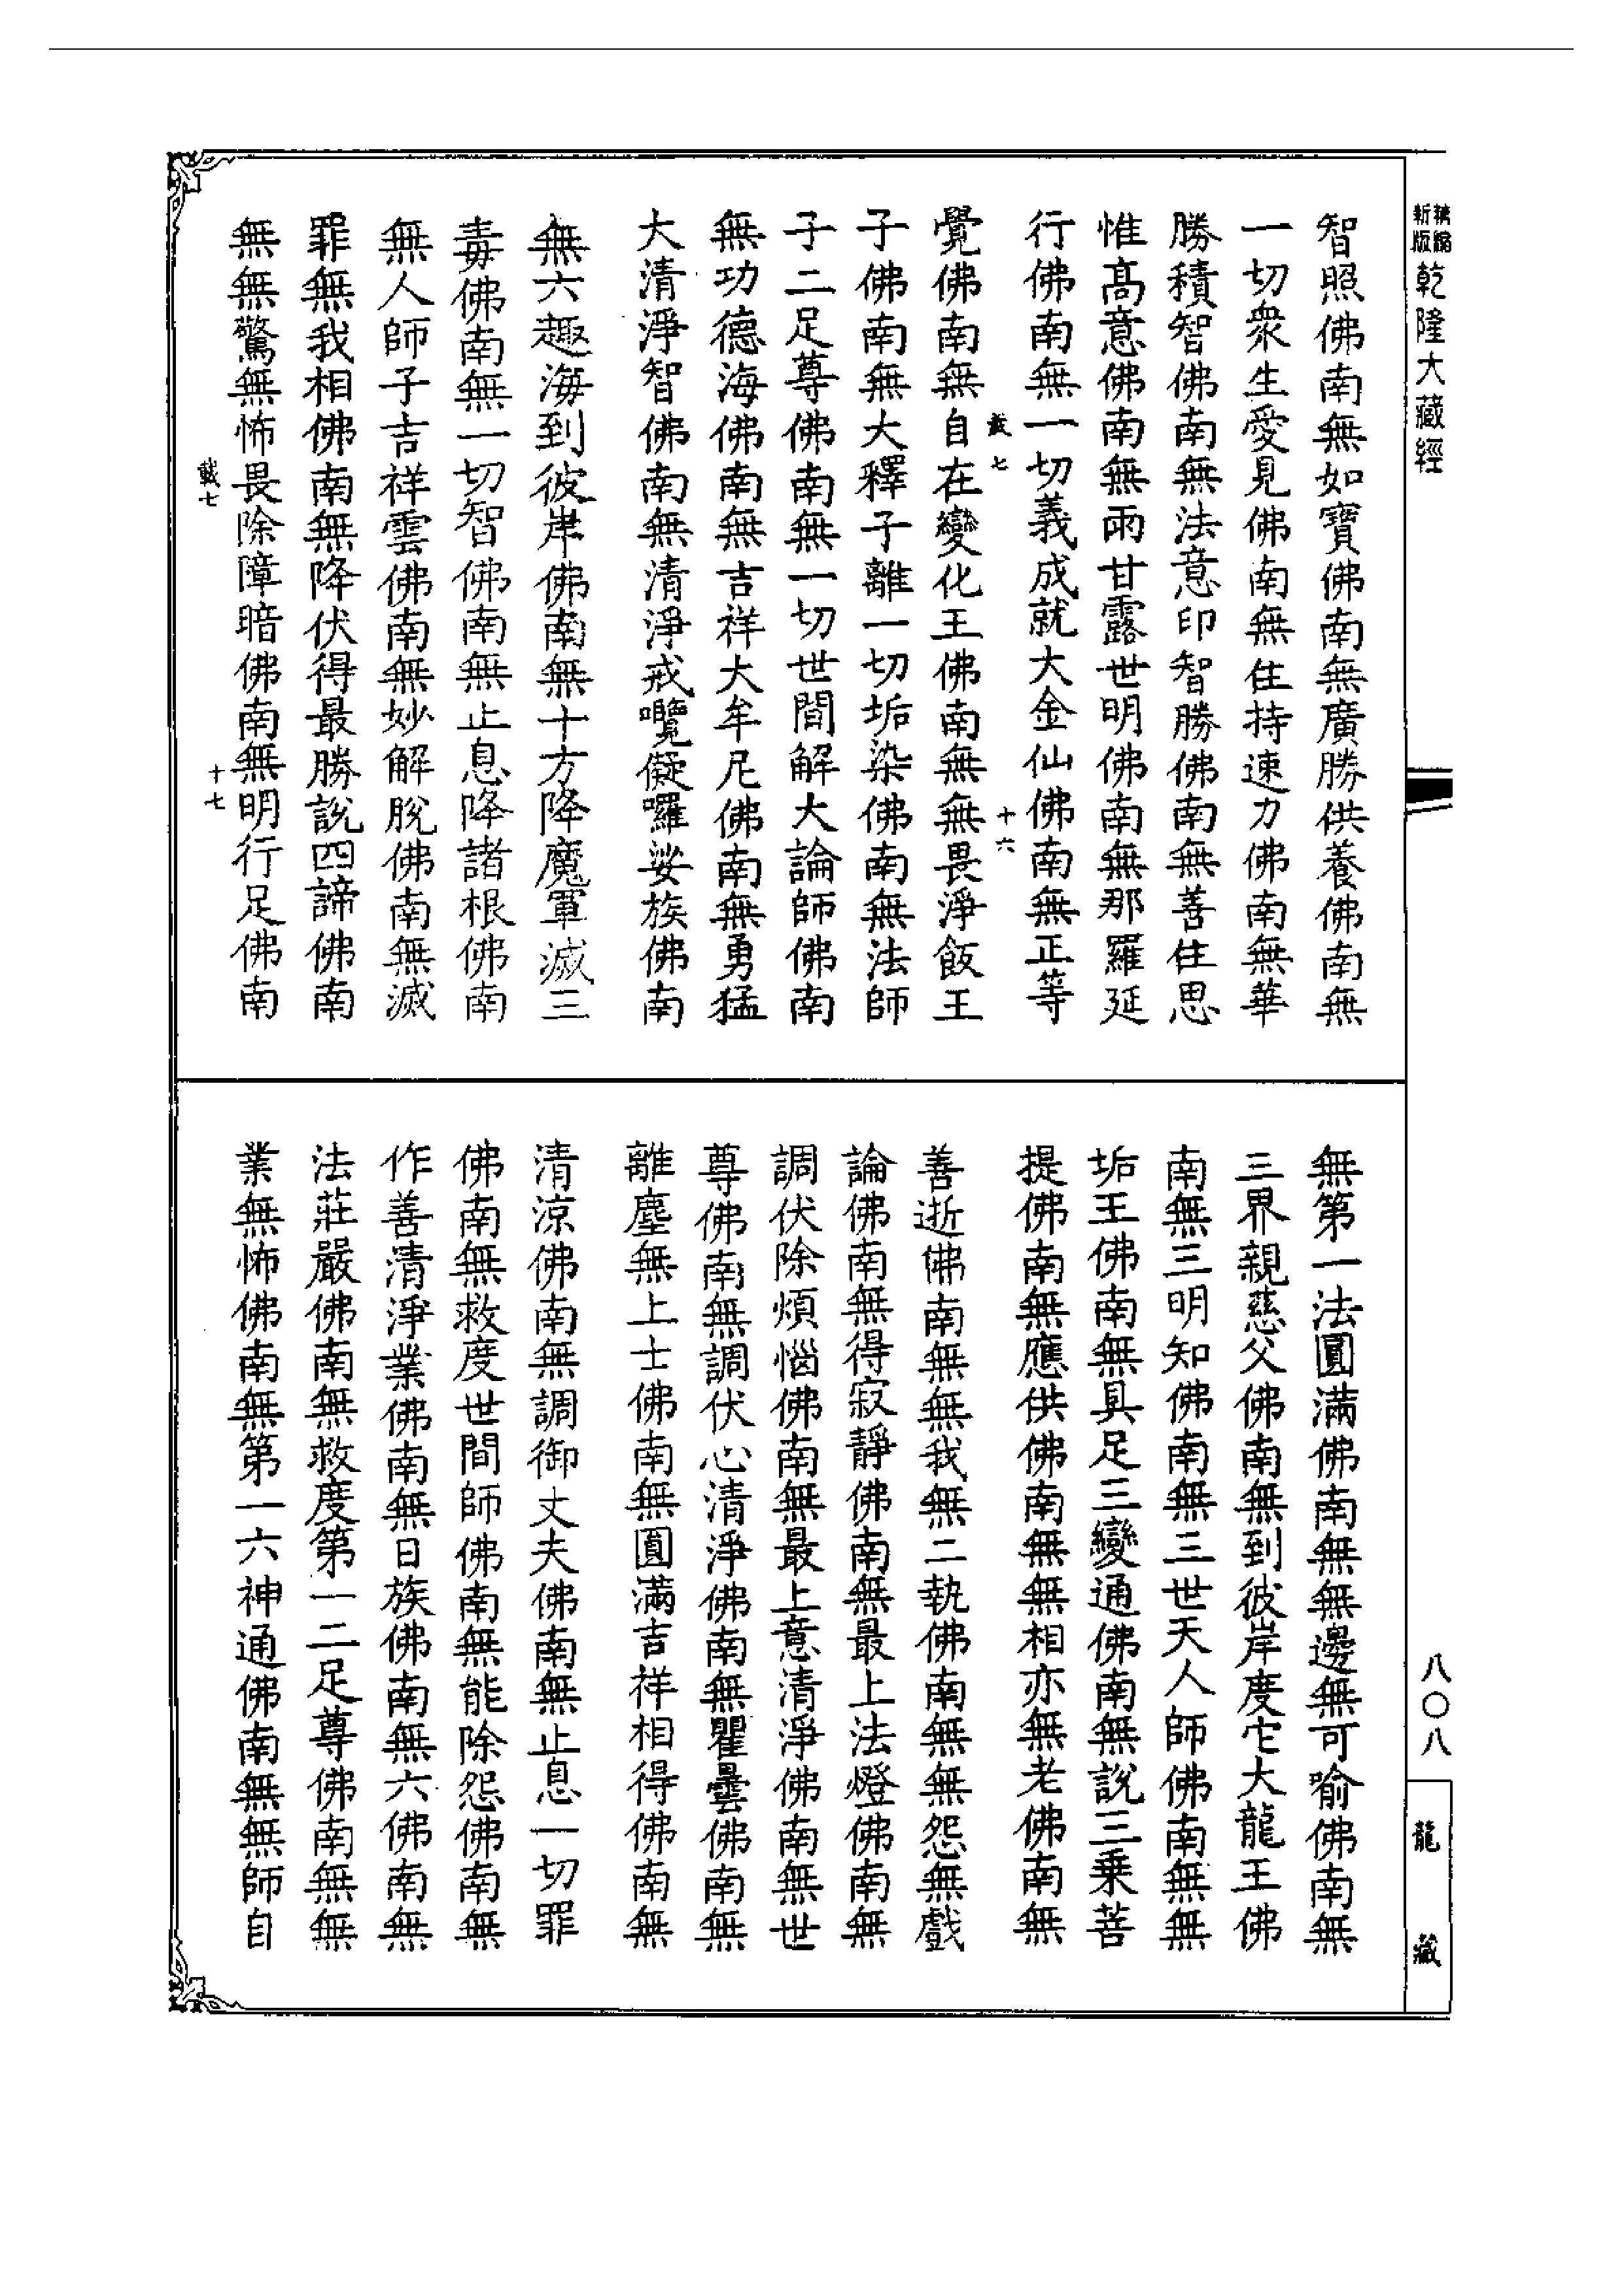 新版精縮乾隆大藏經
智照佛南無如寶佛南無廣勝供養佛南無
一切衆生愛見佛南無住持速力佛南無華
勝積智佛南無法意印智勝佛南無善住思
惟高意佛南無雨甘露世明佛南無那羅延
行佛南無一切義成就大金仙佛南無正等
載七
十六
覺佛南無自在變化王佛南無無畏淨飯王
子佛南無大釋子離一切垢染佛南無法師
子二足尊佛南無一切世間解大論師佛南
無功德海佛南無吉祥大牟尼佛南無勇猛
大清淨智佛南無清淨戒嚂儗囉娑族佛南
無六趣海到彼岸佛南無十方降魔軍滅三
毒佛南無一切智佛南無止息降諸根佛南
無人師子吉祥雲佛南無妙解脫佛南無滅
罪無我相佛南無降伏得最勝說四諦佛南
無無驚無怖畏除障暗佛南無明行足佛南
載七
十七
無第一法圓滿佛南無無邊無可喻佛南無
三界親慈父佛南無到彼岸度它大龍王佛
南無三明知佛南無三世天人師佛南無無
垢王佛南無具足三變通佛南無說三乘菩
提佛南無應供佛南無無相亦無老佛南無
善逝佛南無無我無二執佛南無無怨無戲
論佛南無得寂靜佛南無最上法燈佛南無
調伏除煩惱佛南無最上意清淨佛南無世
尊佛南無調伏心清淨佛南無瞿曇佛南無
離塵無上士佛南無圓滿吉祥相得佛南無
清涼佛南無調御丈夫佛南無止息一切罪
佛南無救度世間師佛南無能除怨佛南無
作善清淨業佛南無日族佛南無六佛南無
法莊嚴佛南無救度第一二足尊佛南無無
業無怖佛南無第一六神通佛南無無師自
八〇八
龍藏